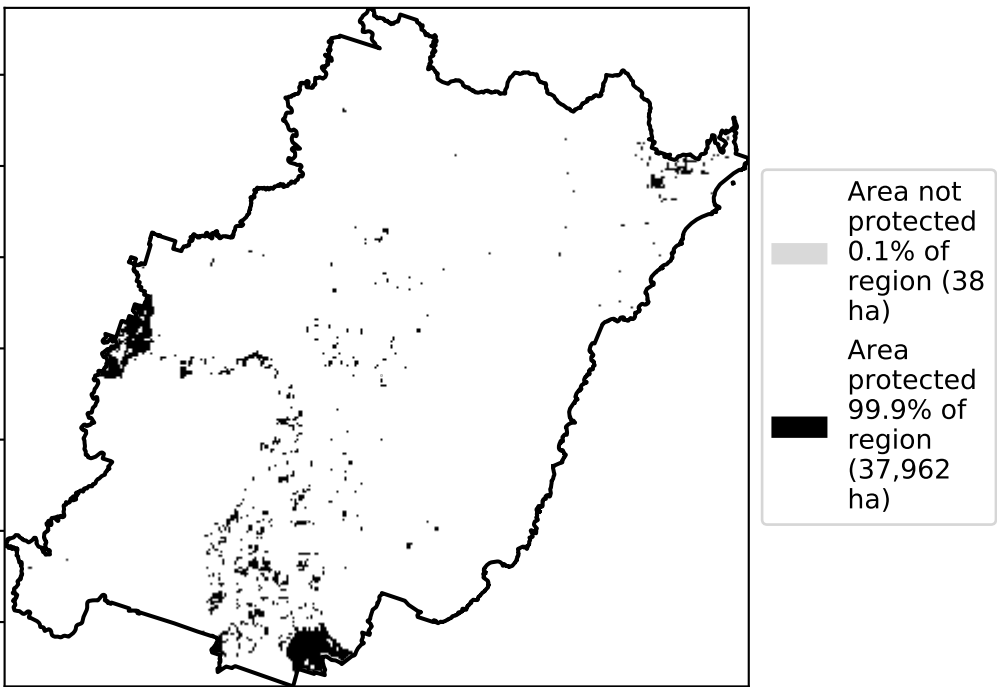 Area not
protected
0.1% of
region (38
ha)
Area
protected
99.9% of
region
(37,962
ha)